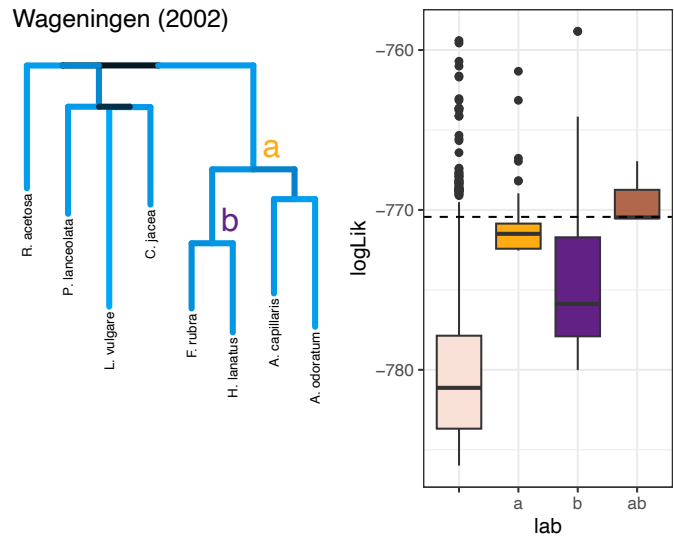 Wageningen (2002)
a
b
R. acetosa
P. lanceolata
L. vulgare
C. jacea
F. rubra
H. lanatus
A. capillaris
A. odoratum
logLik
−760
−770
−780
a b ab
lab